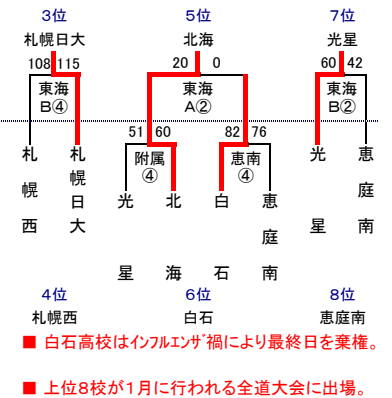 3位 5位 7位
札幌日大 北海 光星
108 115 20 0 60 42
東海 東海 東海
B④ A② B②
51 60 82 76
附属 恵南
④ ④
札幌西 札幌日大 光星 北海 白石 恵庭南 光星 恵庭南
4位 6位 8位
札幌西 白石 恵庭南
■ 白石高校はインフルエンザ禍により最終日を棄権。
■ 上位8校が1月に行われる全道大会に出場。